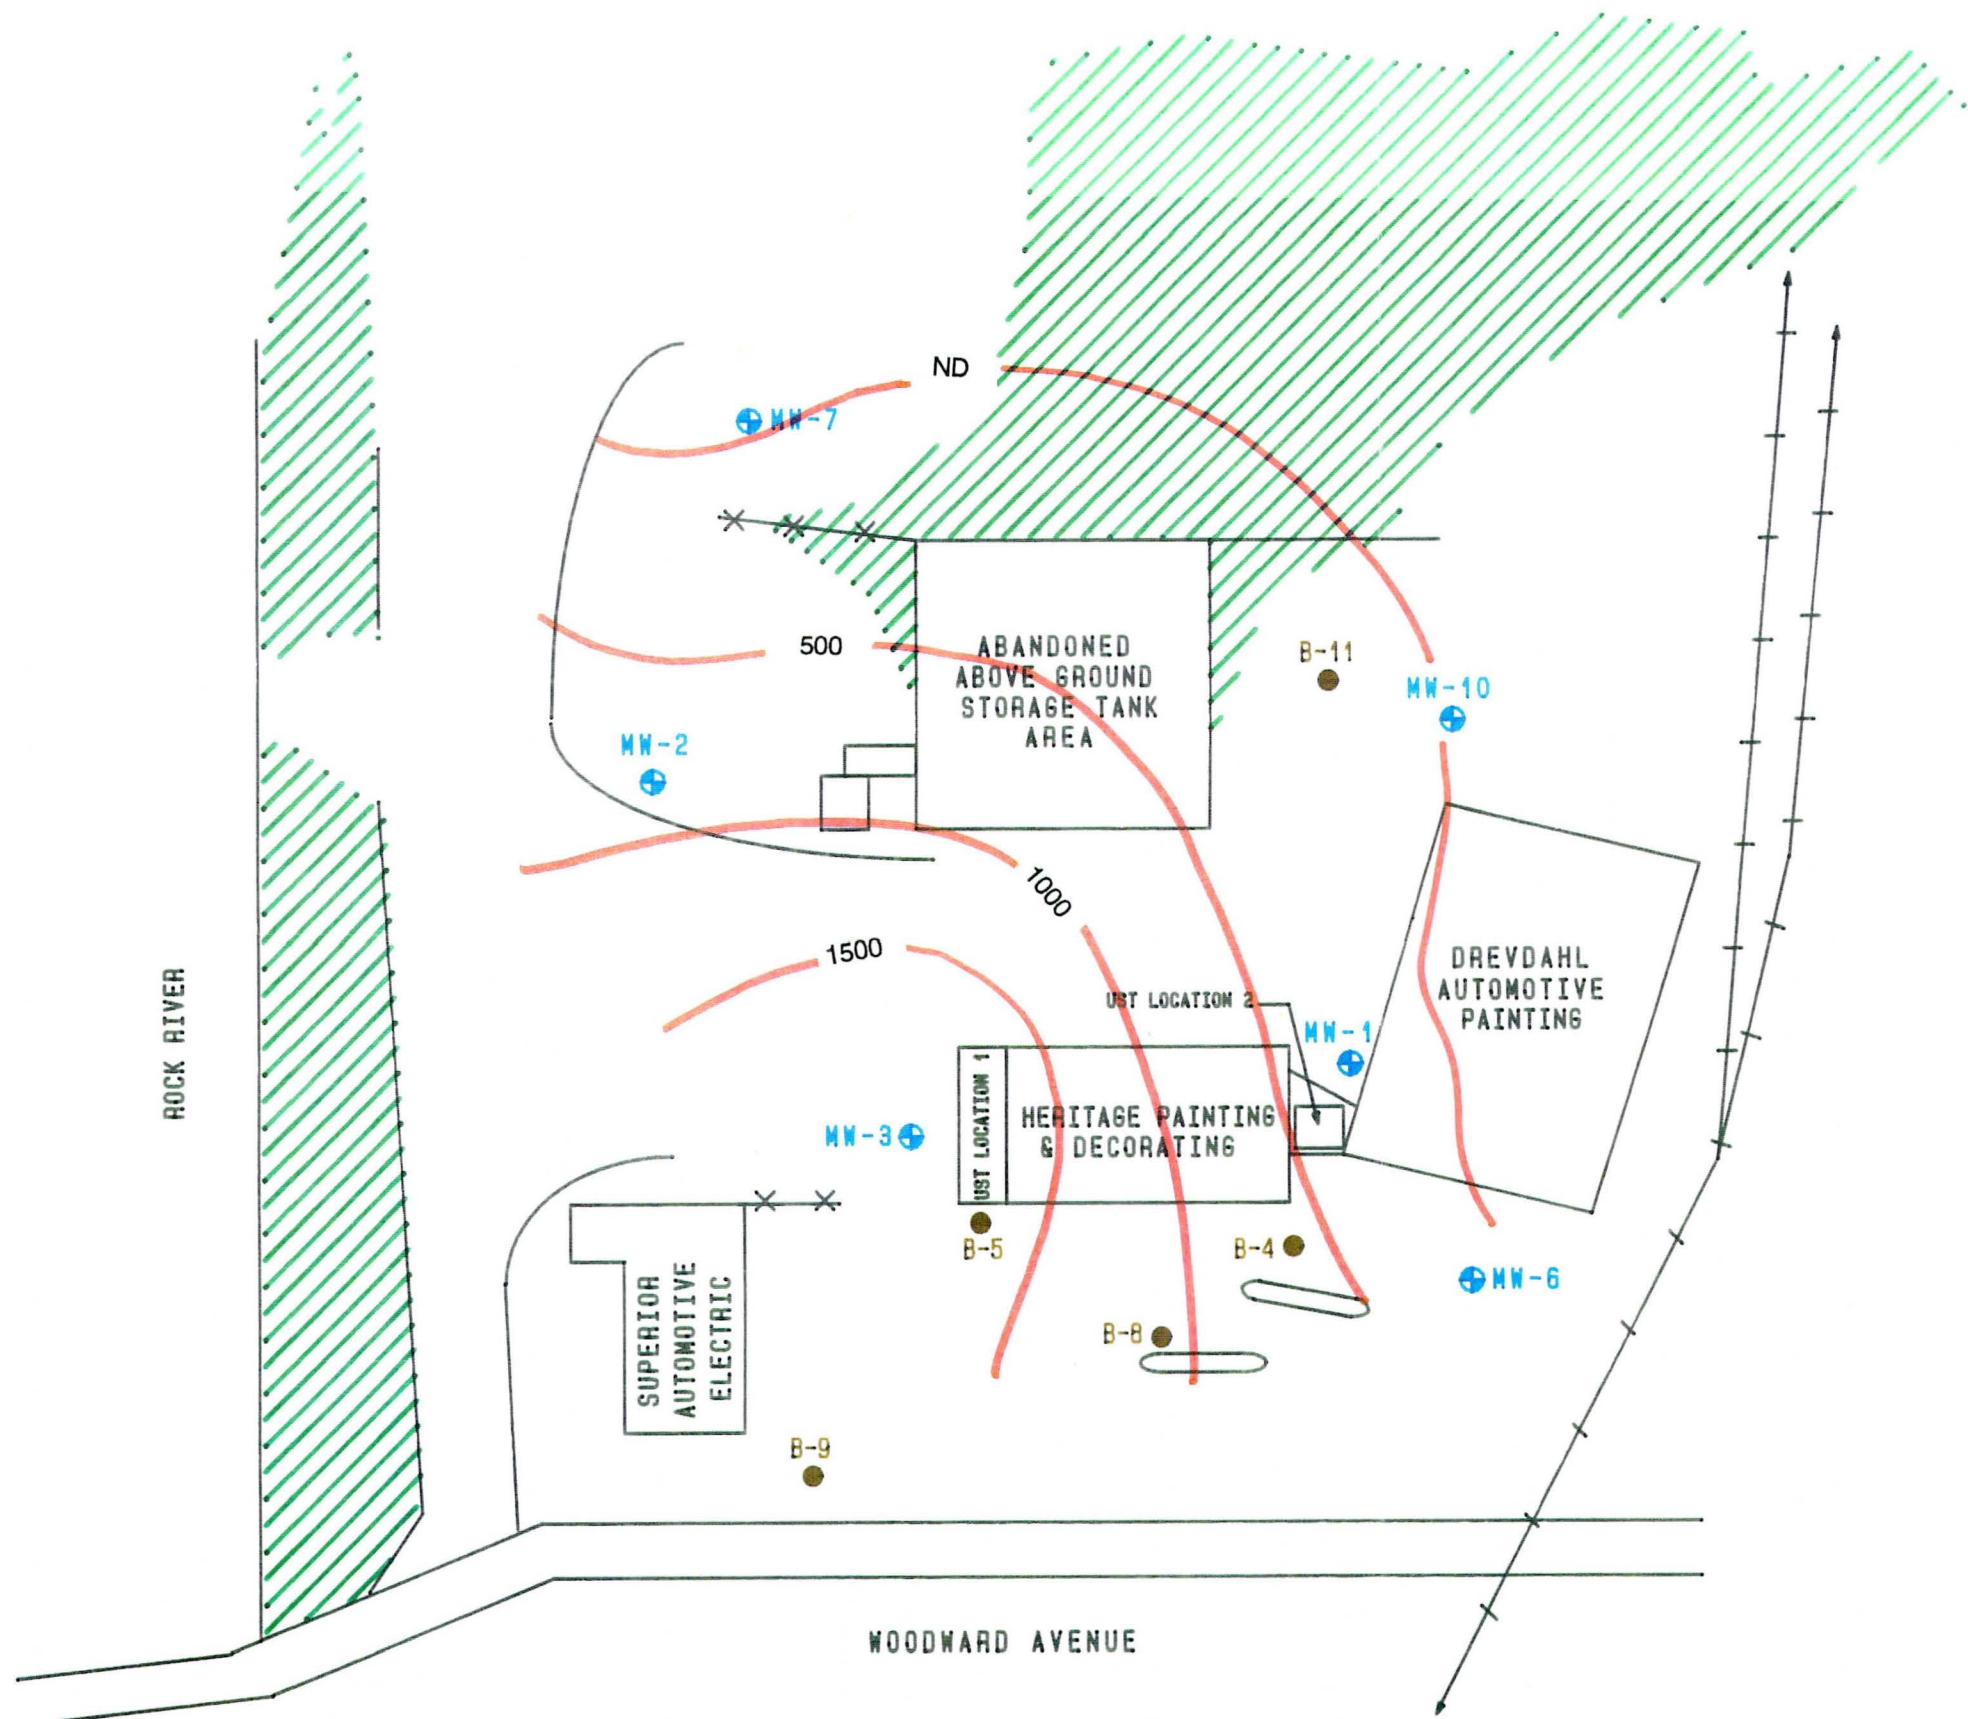 ND
MW-7
500
ABANDONED
ABOVE GROUND
STORAGE TANK
AREA
B-11
MW-10
MW-2
1000
1500
DREVDAHL
AUTOMOTIVE
PAINTING
UST LOCATION 2
MW-1
ROCK RIVER
UST LOCATION 1
HERITAGE PAINTING
& DECORATING
MW-3
B-5
B-4
MW-6
SUPERIOR
AUTOMOTIVE
ELECTRIC
B-8
B-9
WOODWARD AVENUE